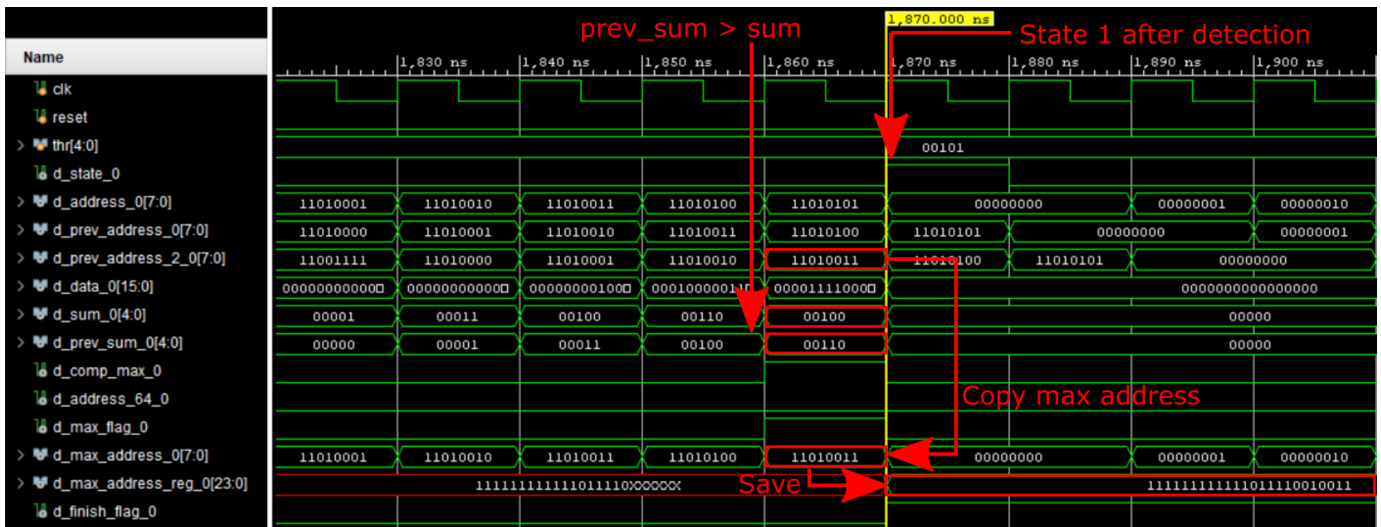 1,870.000 ns
prev_sum > sum
State 1 after detection
Name
1,830 ns 1,840 ns 1,850 ns 1,860 ns 1,870 ns 1,880 ns 1,890 ns 1,900 ns
clk
reset
thr[4:0] 00101
d_state_0
d_address_0[7:0] 11010001 11010010 11010011 11010100 11010101 00000000 00000001 00000010
d_prev_address_0[7:0] 11010000 11010001 11010010 11010011 11010100 11010101 00000000 00000001
d_prev_address_2_0[7:0] 11001111 11010000 11010001 11010010 11010011 11010100 11010101 00000000
d_data_0[15:0] 00000000000□ 00000000000□ 00000000100□ 00001111000□ 0000000000000000
d_sum_0[4:0] 00001 00011 00100 00110 00100 00000
d_prev_sum_0[4:0] 00000 00001 00011 00100 00110 00000
d_comp_max_0
d_address_64_0
Copy max address
d_max_flag_0
d_max_address_0[7:0] 11010001 11010010 11010011 11010100 11010011 00000000 00000001 00000010
d_max_address_reg_0[23:0] Save
d_finish_flag_0